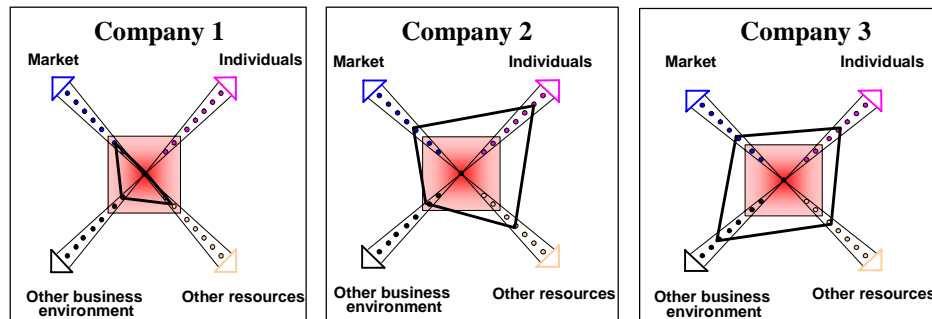 Company 1
Market
Individuals
Other business
environment
Other resources
Company 2
Market
Individuals
Other business
environment
Other resources
Company 3
Market
Individuals
Other business
environment
Other resources